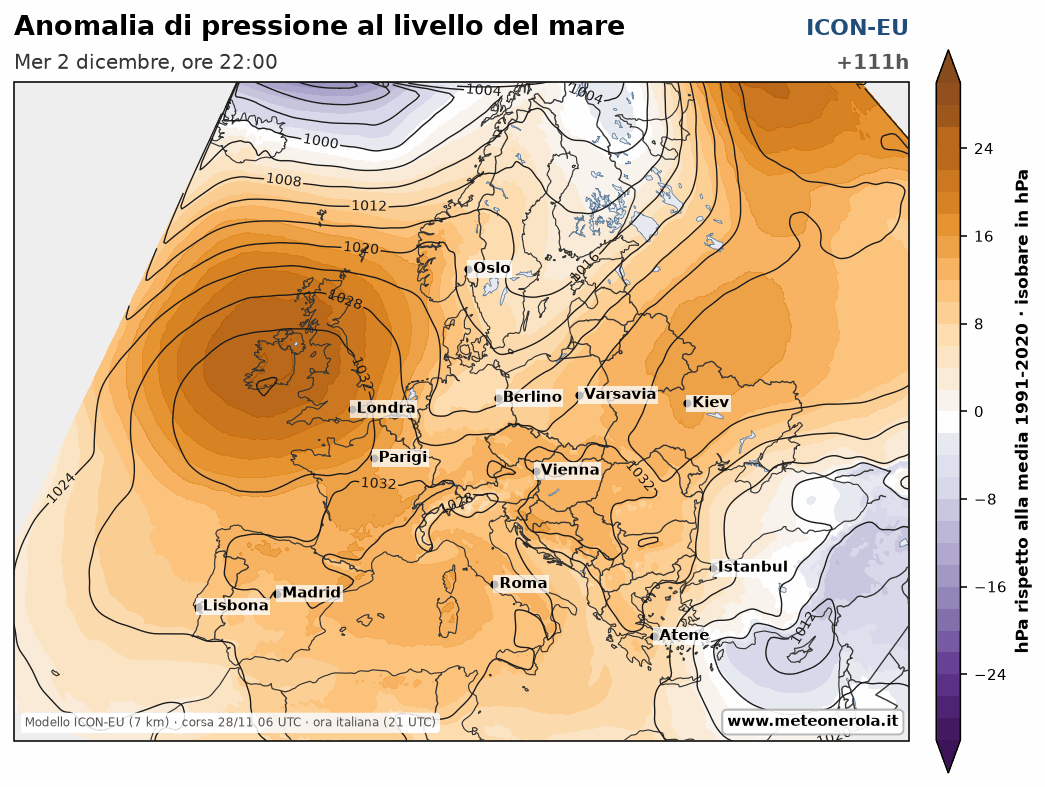 Anomalia di pressione al livello del mare
ICON-EU
Mer 2 dicembre, ore 22:00
+111h
1004
1004
1000
1008
1012
1020
1016
1028
1032
1024
1032
1028
1032
1012
Oslo
Londra
Berlino
Varsavia
Kiev
Parigi
Vienna
Istanbul
Roma
Madrid
Lisbona
Atene
Modello ICON-EU (7 km) · corsa 28/11 06 UTC · ora italiana (21 UTC)
www.meteonerola.it
24
16
8
0
−8
−16
−24
hPa rispetto alla media 1991-2020 · isobare in hPa